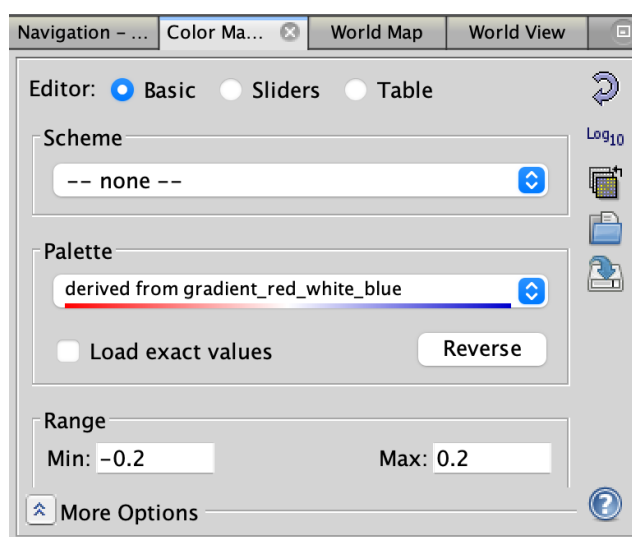 Navigation – ... Color Ma... World Map World View
Editor: Basic Sliders Table
Scheme
Log10
-- none --
Palette
derived from gradient_red_white_blue
Load exact values Reverse
Range
Min: −0.2 Max: 0.2
More Options